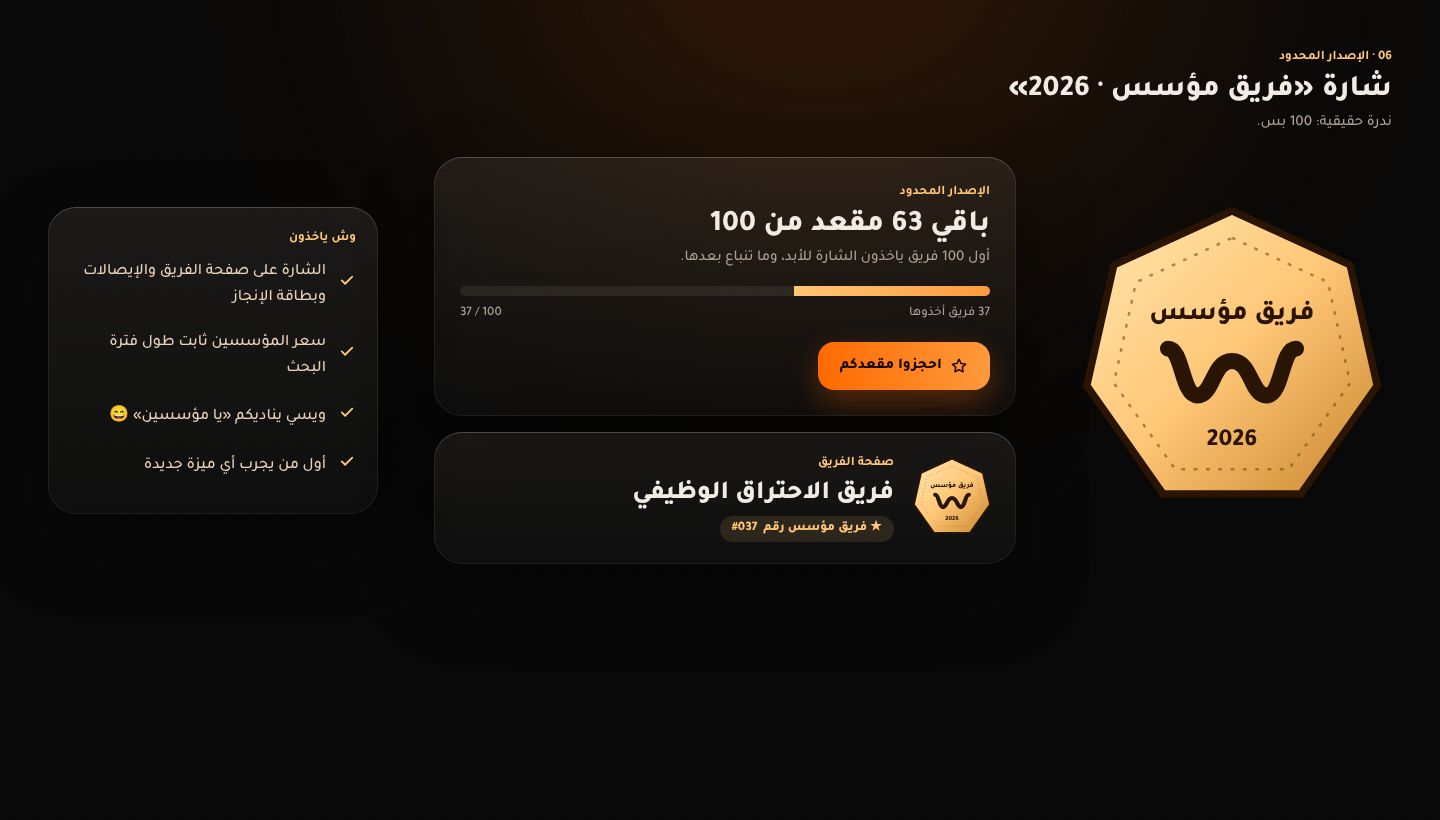 06 · الإصدار المحدود
شارة «فريق مؤسس · 2026»
ندرة حقيقية: 100 بس.
فريق مؤسس
2026
الإصدار المحدود
باقي 63 مقعد من 100
أول 100 فريق ياخذون الشارة للأبد، وما تنباع بعدها.
37 فريق أخذوها
37 / 100
احجزوا مقعدكم
فريق مؤسس
2026
صفحة الفريق
فريق الاحتراق الوظيفي
★ فريق مؤسس رقم #037
وش ياخذون
الشارة على صفحة الفريق والإيصالات
وبطاقة الإنجاز
سعر المؤسسين ثابت طول فترة
البحث
ويسي يناديكم «يا مؤسسين» 😄
أول من يجرب أي ميزة جديدة